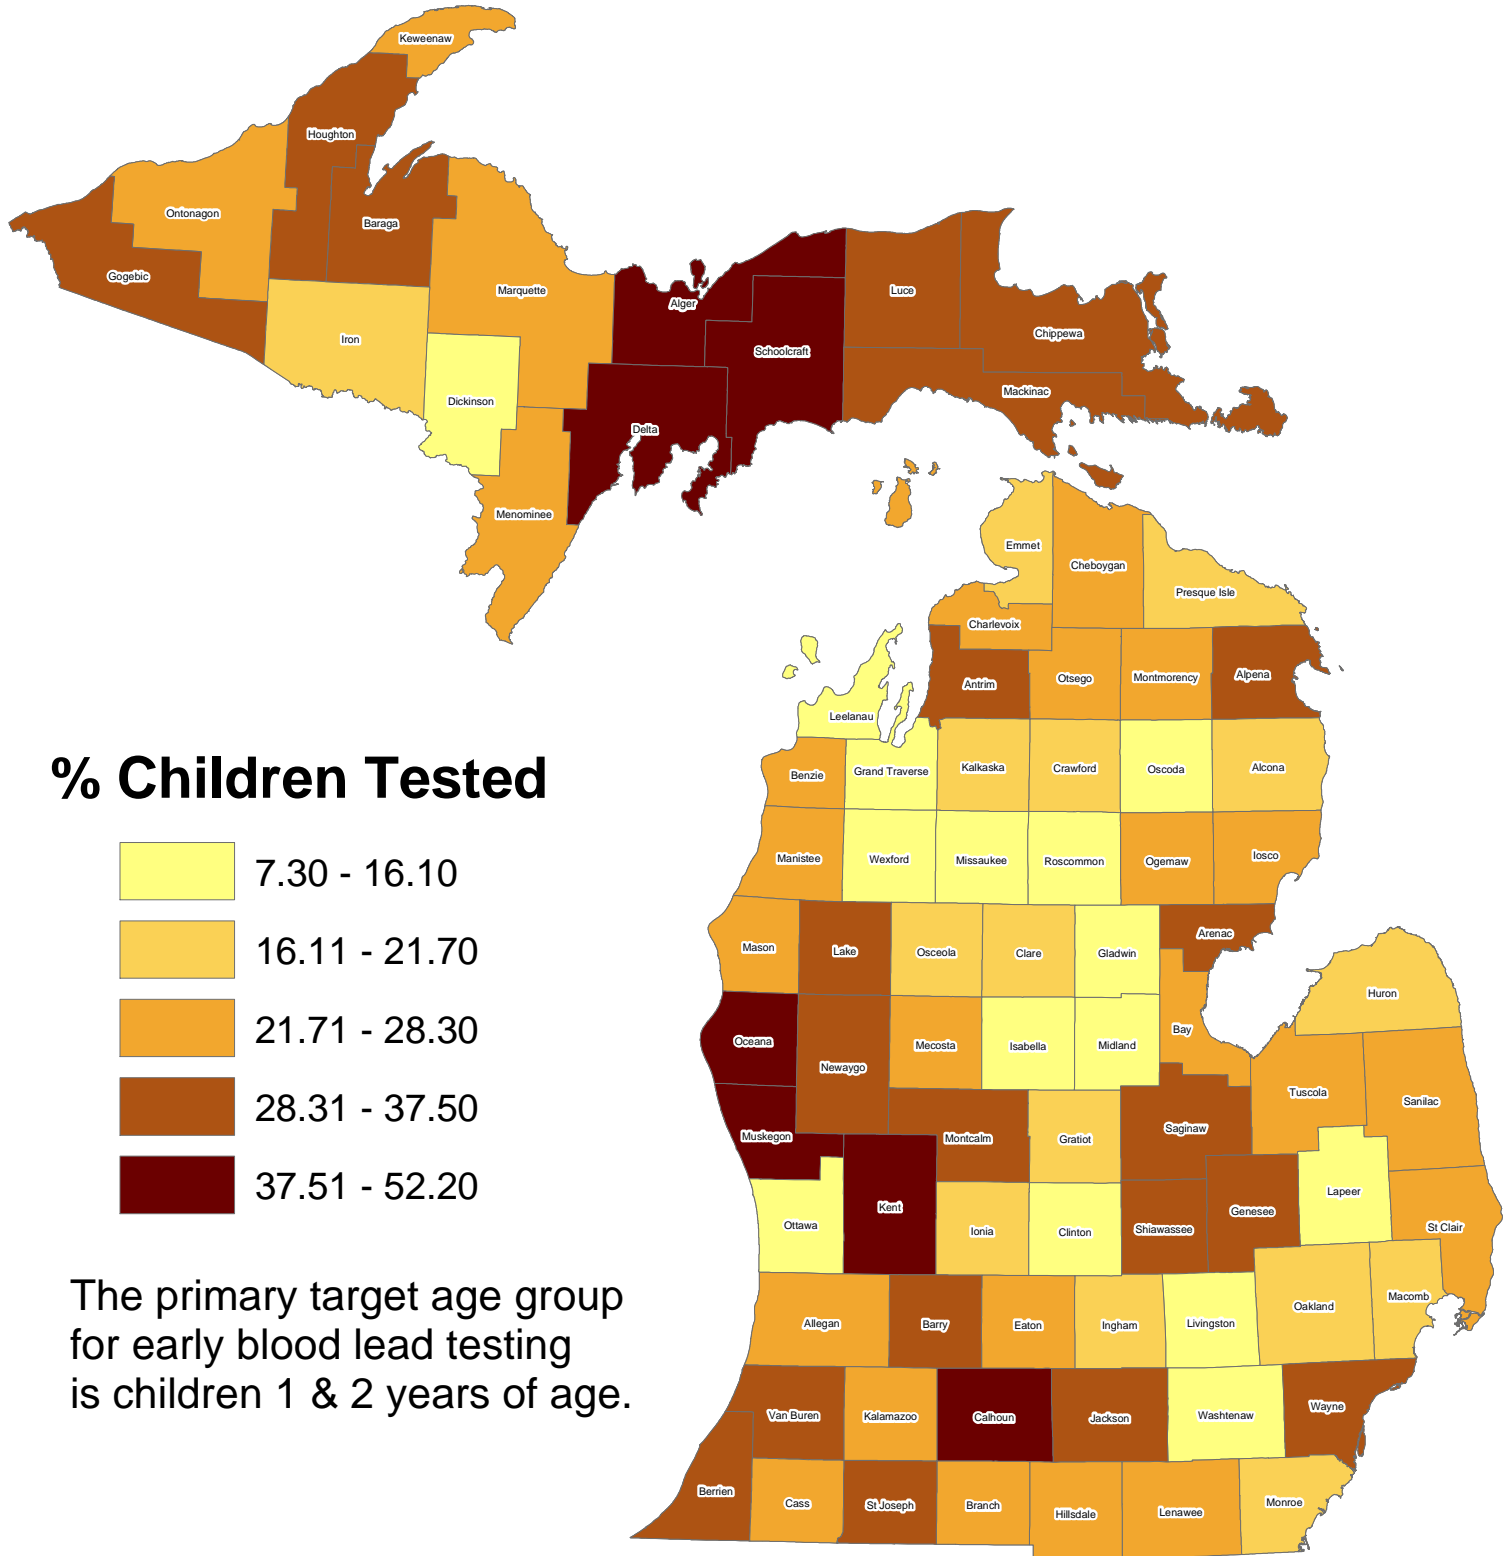 Keweenaw
Houghton
Ontonagon
Baraga
Gogebic
Marquette
Iron
Dickinson
Alger
Luce
Schoolcraft
Chippewa
Mackinac
Delta
Menominee
Emmet
Cheboygan
Presque Isle
Charlevoix
Antrim
Otsego
Montmorency
Alpena
Leelanau
Benzie
Grand Traverse
Kalkaska
Crawford
Oscoda
Alcona
Manistee
Wexford
Missaukee
Roscommon
Ogemaw
Iosco
Mason
Lake
Osceola
Clare
Gladwin
Arenac
Huron
Oceana
Newaygo
Mecosta
Isabella
Midland
Bay
Tuscola
Sanilac
Muskegon
Montcalm
Gratiot
Saginaw
Lapeer
Ottawa
Kent
Ionia
Clinton
Shiawassee
Genesee
St Clair
Allegan
Barry
Eaton
Ingham
Livingston
Oakland
Macomb
Van Buren
Kalamazoo
Calhoun
Jackson
Washtenaw
Wayne
Berrien
Cass
St Joseph
Branch
Hillsdale
Lenawee
Monroe
% Children Tested
7.30 - 16.10
16.11 - 21.70
21.71 - 28.30
28.31 - 37.50
37.51 - 52.20
The primary target age group
for early blood lead testing
is children 1 & 2 years of age.